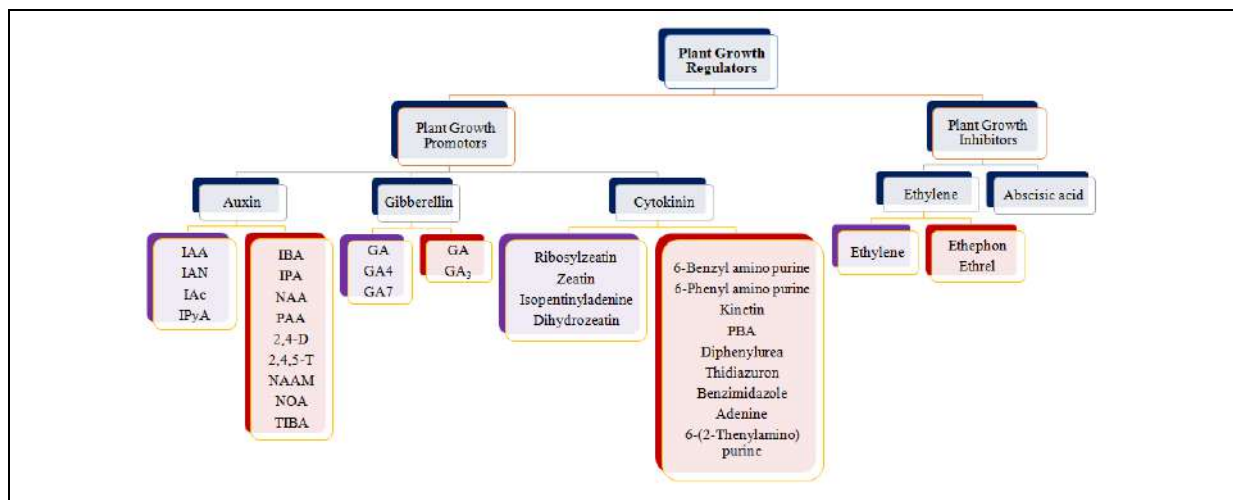 Plant Growth
Regulators
Plant Growth
Promotors
Plant Growth
Inhibitors
Auxin
Gibberellin
Cytokinin
Ethylene
Abscisic acid
IAA
IAN
IAc
IPyA
IBA
IPA
NAA
PAA
2,4-D
2,4,5-T
NAAM
NOA
TIBA
GA
GA4
GA7
GA
GA₃
Ribosylzeatin
Zeatin
Isopentinyladenine
Dihydrozeatin
6-Benzyl amino purine
6-Phenyl amino purine
Kinetin
PBA
Diphenylurea
Thidiazuron
Benzimidazole
Adenine
6-(2-Thenylamino)
purine
Ethylene
Ethephon
Ethrel